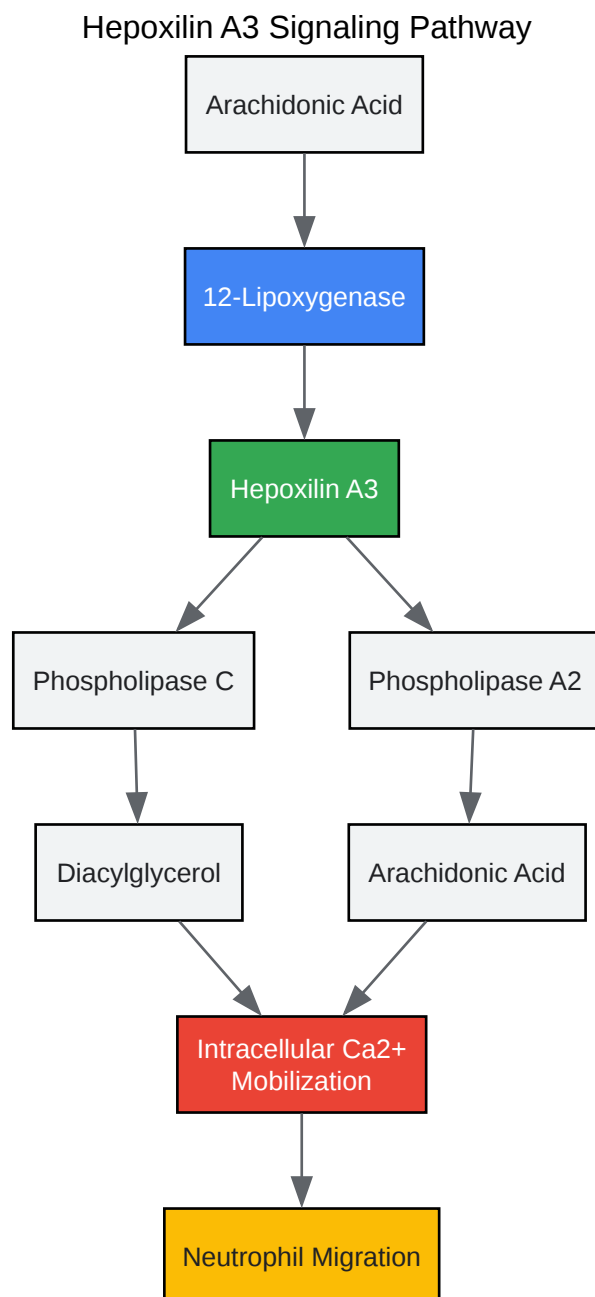 Hepoxilin A3 Signaling Pathway
Arachidonic Acid
12-Lipoxygenase
Hepoxilin A3
Phospholipase C
Phospholipase A2
Diacylglycerol
Arachidonic Acid
Intracellular Ca2+
Mobilization
Neutrophil Migration